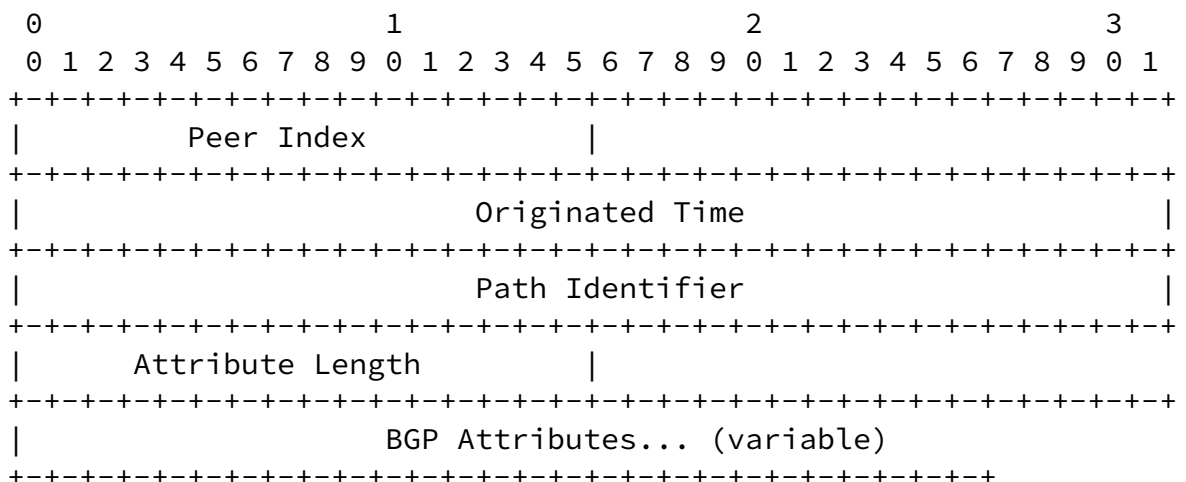 0                   1                   2                   3
 0 1 2 3 4 5 6 7 8 9 0 1 2 3 4 5 6 7 8 9 0 1 2 3 4 5 6 7 8 9 0 1
+-+-+-+-+-+-+-+-+-+-+-+-+-+-+-+-+-+-+-+-+-+-+-+-+-+-+-+-+-+-+-+-+
|         Peer Index            |
+-+-+-+-+-+-+-+-+-+-+-+-+-+-+-+-+-+-+-+-+-+-+-+-+-+-+-+-+-+-+-+-+
|                         Originated Time                       |
+-+-+-+-+-+-+-+-+-+-+-+-+-+-+-+-+-+-+-+-+-+-+-+-+-+-+-+-+-+-+-+-+
|                         Path Identifier                       |
+-+-+-+-+-+-+-+-+-+-+-+-+-+-+-+-+-+-+-+-+-+-+-+-+-+-+-+-+-+-+-+-+
|      Attribute Length         |
+-+-+-+-+-+-+-+-+-+-+-+-+-+-+-+-+-+-+-+-+-+-+-+-+-+-+-+-+-+-+-+-+
|                    BGP Attributes... (variable)
+-+-+-+-+-+-+-+-+-+-+-+-+-+-+-+-+-+-+-+-+-+-+-+-+-+-+-+